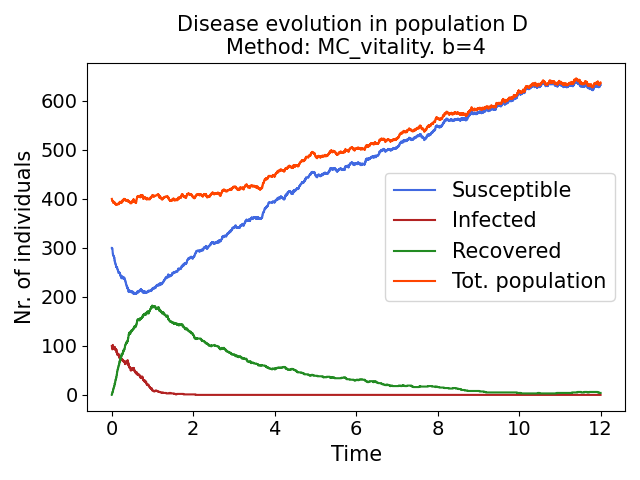 Disease evolution in population D
Method: MC_vitality. b=4
Nr. of individuals
600
500
400
300
200
100
0
Susceptible
Infected
Recovered
Tot. population
0 2 4 6 8 10 12
Time